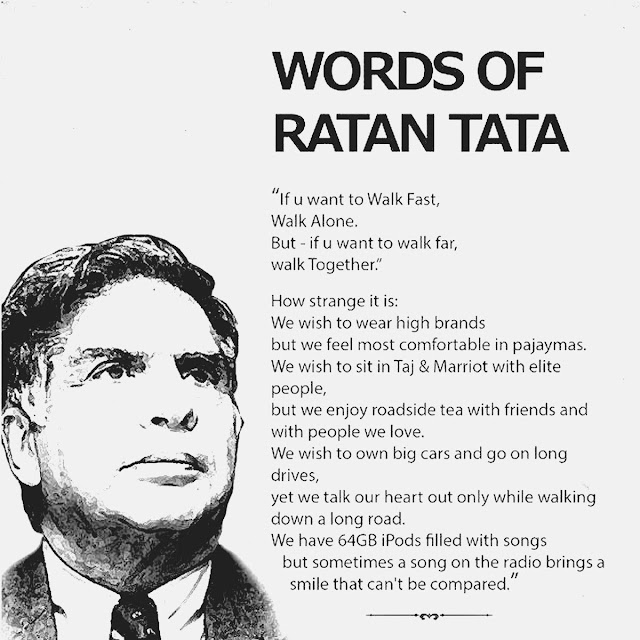 WORDS OF
RATAN TATA
“If u want to Walk Fast,
Walk Alone.
But - if u want to walk far,
walk Together.”
How strange it is:
We wish to wear high brands
but we feel most comfortable in pajaymas.
We wish to sit in Taj & Marriot with elite
people,
but we enjoy roadside tea with friends and
with people we love.
We wish to own big cars and go on long
drives,
yet we talk our heart out only while walking
down a long road.
We have 64GB iPods filled with songs
but sometimes a song on the radio brings a
smile that can't be compared.”